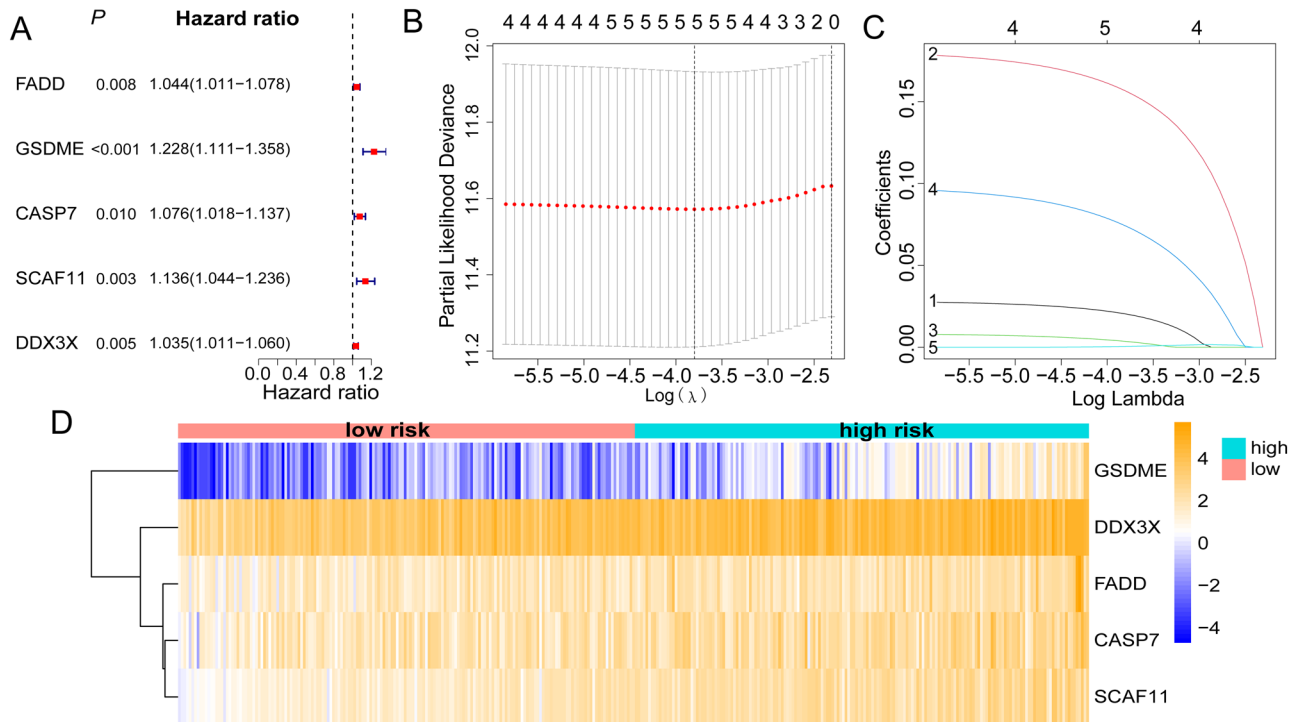 A
P Hazard ratio
FADD 0.008 1.044(1.011−1.078)
GSDME <0.001 1.228(1.111−1.358)
CASP7 0.010 1.076(1.018−1.137)
SCAF11 0.003 1.136(1.044−1.236)
DDX3X 0.005 1.035(1.011−1.060)
0.0 0.4 0.8 1.2
Hazard ratio
B
4 4 4 4 4 4 5 5 5 5 5 5 5 4 4 4 3 3 2 0
Partial Likelihood Deviance
12.0
11.8
11.6
11.4
11.2
−5.5 −5.0 −4.5 −4.0 −3.5 −3.0 −2.5
Log(λ)
C
4 5 4
Coefficients
0.15
0.10
0.05
0.00
2
4
1
3
5
−5.5 −5.0 −4.5 −4.0 −3.5 −3.0 −2.5
Log Lambda
D
low risk high risk
GSDME
DDX3X
FADD
CASP7
SCAF11
4
2
0
−2
−4
high
low